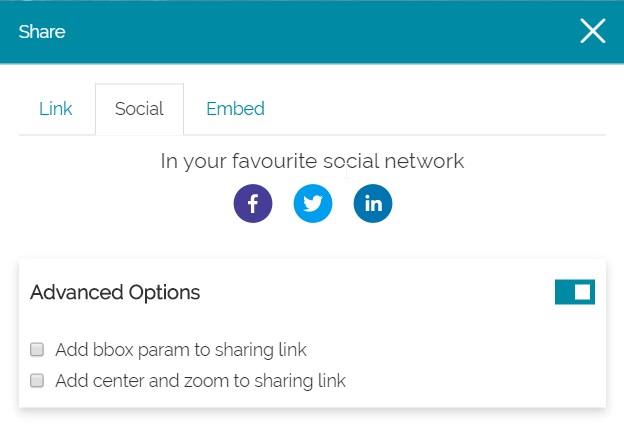 Share
Link Social Embed
In your favourite social network
f in
Advanced Options
Add bbox param to sharing link
Add center and zoom to sharing link